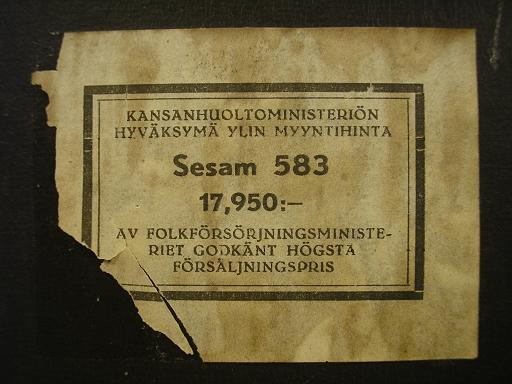 KANSANHUOLTOMINISTERIÖN
HYVÄKSYMÄ YLIN MYYNTIHINTA
Sesam 583
17,950:—
AV FOLKFÖRSÖRJNINGSMINISTE-
RIET GODKÄNT HÖGSTA
FÖRSÄLJNINGSPRIS